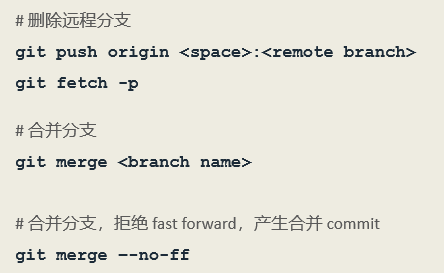 # 删除远程分支
git push origin <space>:<remote branch>
git fetch -p
# 合并分支
git merge <branch name>
# 合并分支，拒绝 fast forward，产生合并 commit
git merge --no-ff